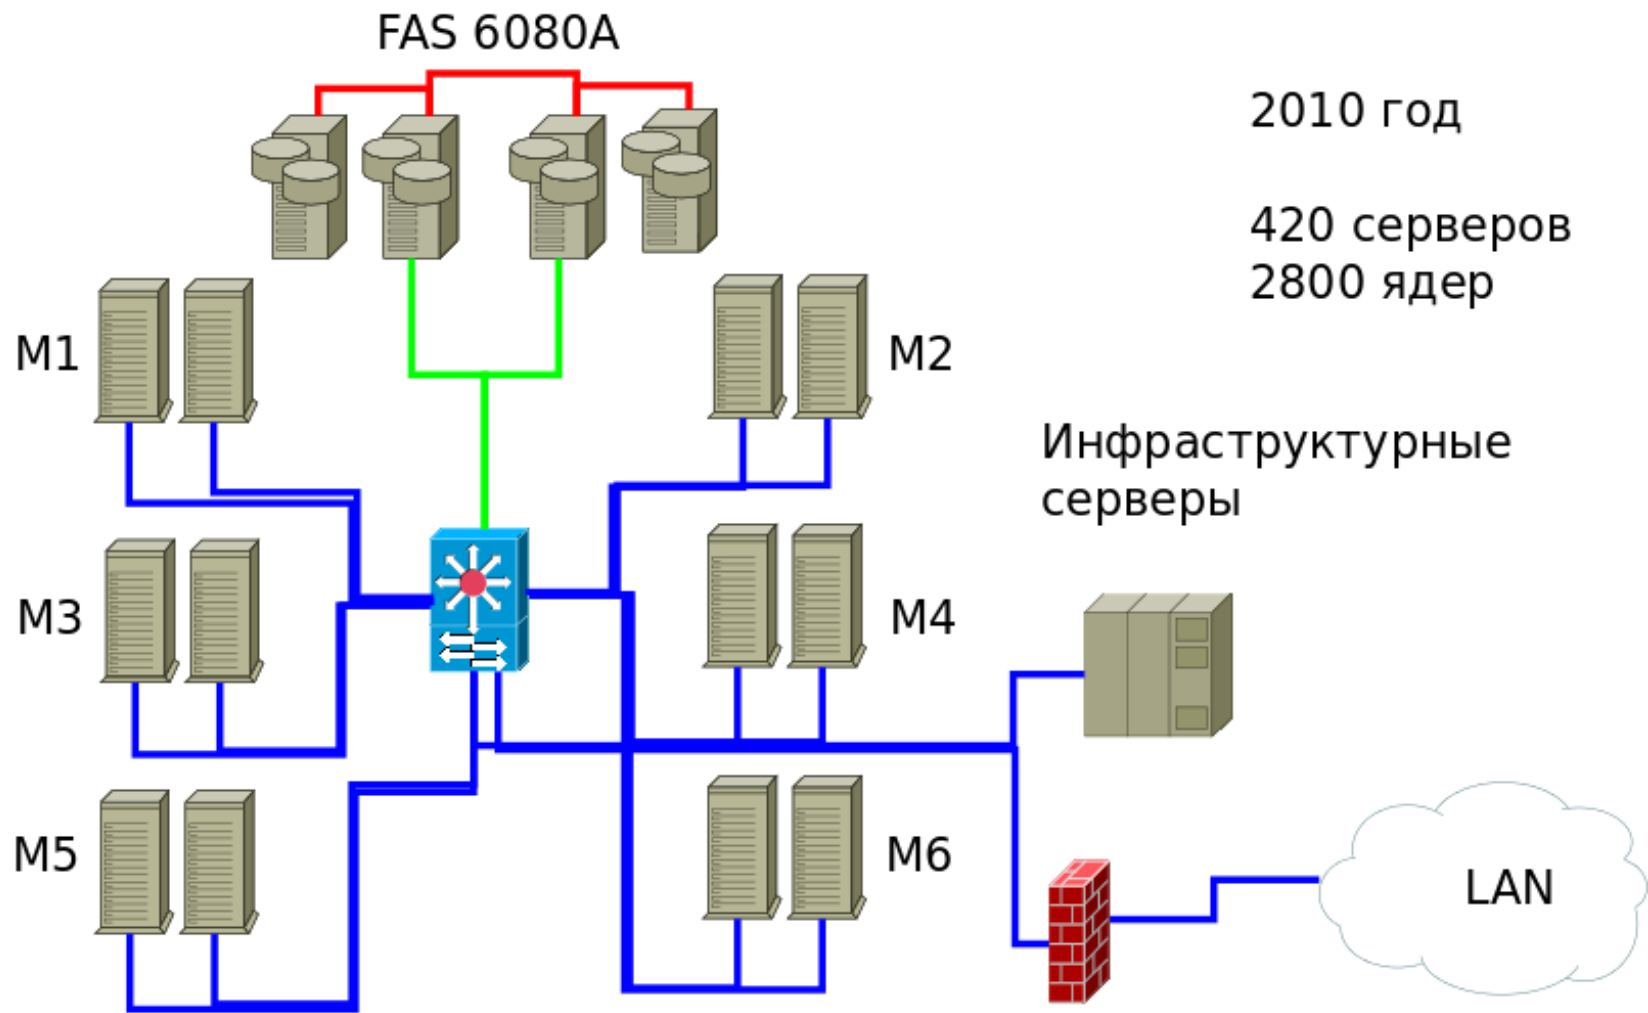 FAS 6080A
2010 год
420 серверов
2800 ядер
M1
M2
Инфраструктурные
серверы
M3
M4
M5
M6
LAN